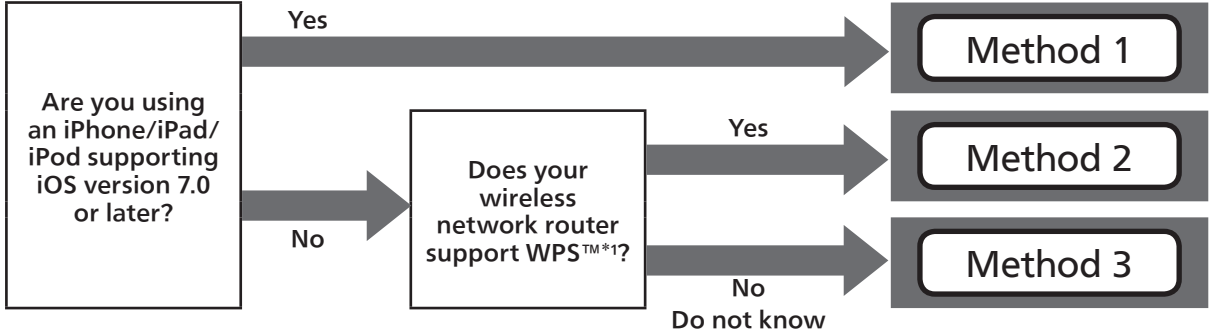 Yes
Method 1
Are you using
an iPhone/iPad/
iPod supporting
iOS version 7.0
or later?
No
Does your
wireless
network router
support WPS™*1?
Yes
Method 2
No
Do not know
Method 3